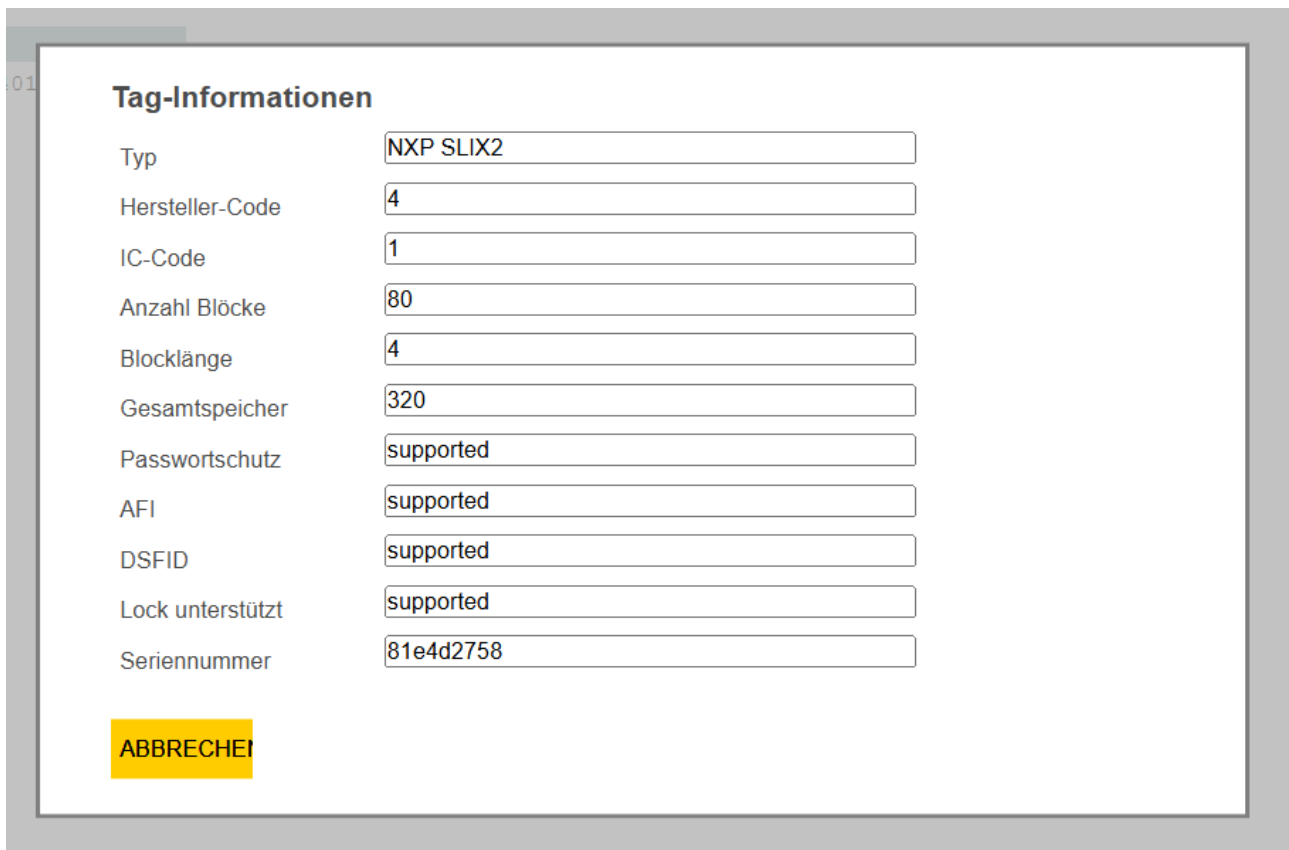 01
Tag-Informationen
Typ NXP SLIX2
Hersteller-Code 4
IC-Code 1
Anzahl Blöcke 80
Blocklänge 4
Gesamtspeicher 320
Passwortschutz supported
AFI supported
DSFID supported
Lock unterstützt supported
Seriennummer 81e4d2758
ABBRECHEN